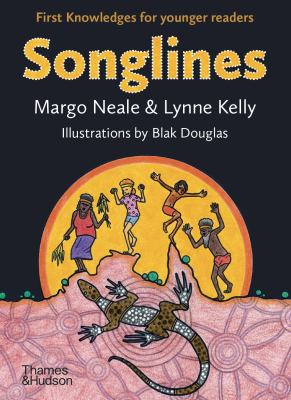 First Knowledges for younger readers
Songlines
Margo Neale & Lynne Kelly
Illustrations by Blak Douglas
Thames
&Hudson